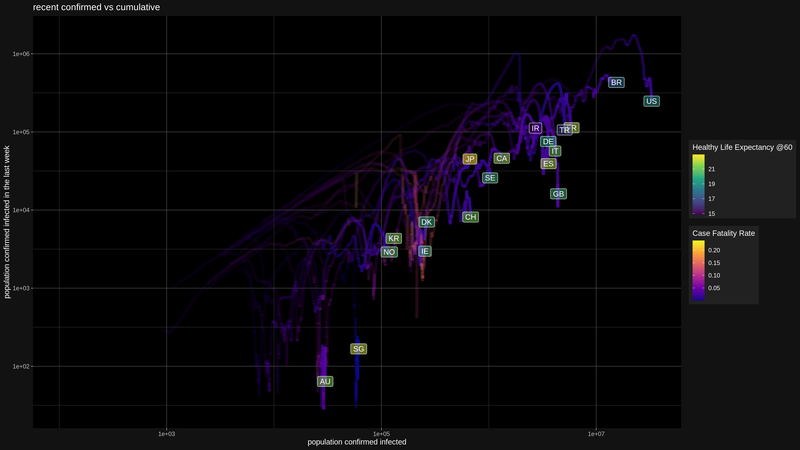 recent confirmed vs cumulative
1e+06
1e+05
1e+04
1e+03
1e+02
population confirmed infected in the last week
BR
US
IR
TR
DE
IT
JP
CA
ES
SE
GB
CH
DK
KR
NO
IE
SG
AU
1e+03
1e+05
1e+07
population confirmed infected
Healthy Life Expectancy @60
21
19
17
15
Case Fatality Rate
0.20
0.15
0.10
0.05